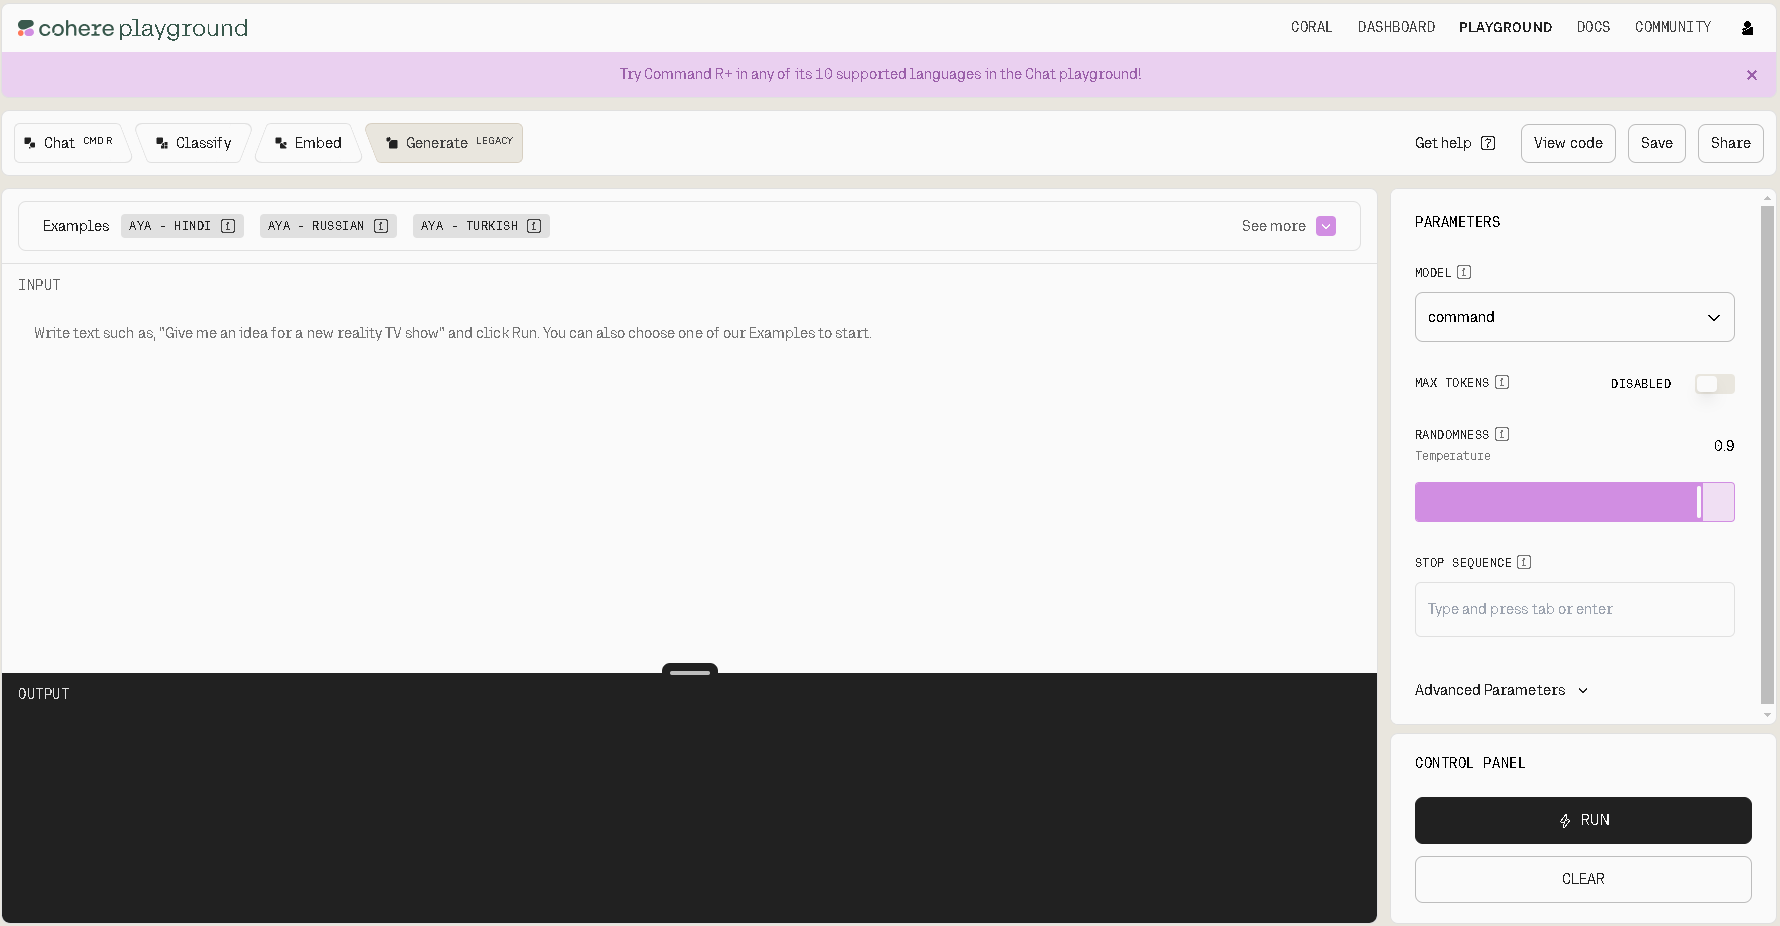 cohere playground
CORAL DASHBOARD PLAYGROUND DOCS COMMUNITY
Try Command R+ in any of its 10 supported languages in the Chat playground!
Chat CMD R Classify Embed Generate LEGACY
Get help View code Save Share
Examples AYA - HINDI AYA - RUSSIAN AYA - TURKISH See more
INPUT
Write text such as, "Give me an idea for a new reality TV show" and click Run. You can also choose one of our Examples to start.
OUTPUT
PARAMETERS
MODEL
command
MAX TOKENS DISABLED
RANDOMNESS
Temperature
0.9
STOP SEQUENCE
Type and press tab or enter
Advanced Parameters
CONTROL PANEL
RUN
CLEAR